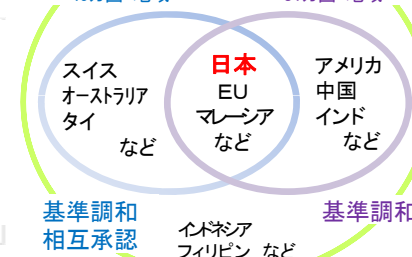 スイス
オーストラリア
タイ
など
日本
EU
マレーシア
など
アメリカ
中国
インド
など
基準調和
相互承認
基準調和
インドネシア
フィリピン など